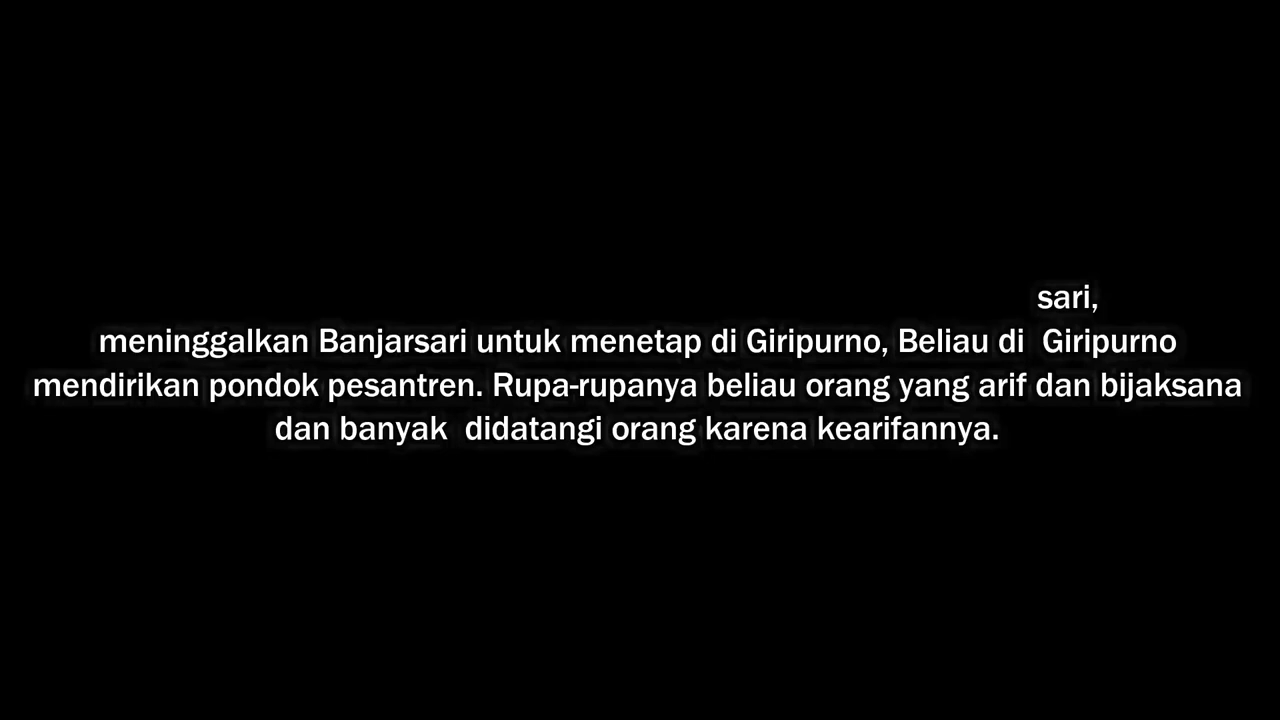 sari,
meninggalkan Banjarsari untuk menetap di Giripurno, Beliau di  Giripurno
mendirikan pondok pesantren. Rupa-rupanya beliau orang yang arif dan bijaksana
dan banyak  didatangi orang karena kearifannya.